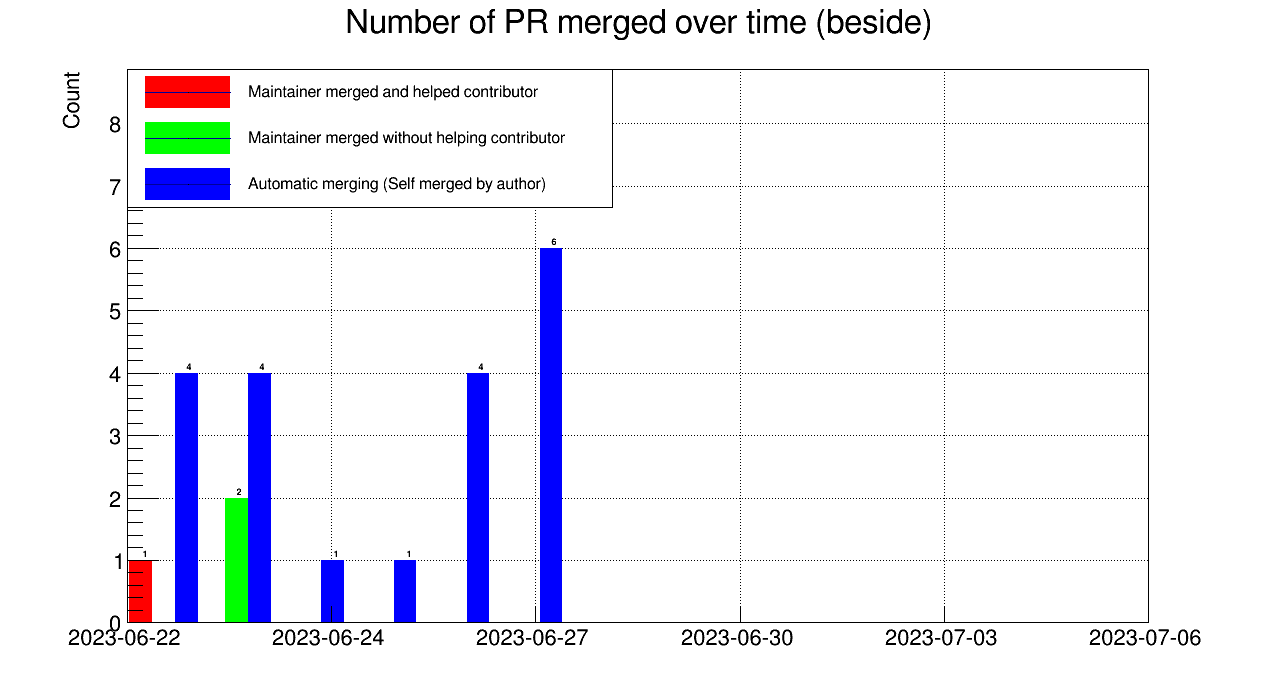 Number of PR merged over time (beside)
Count
Maintainer merged and helped contributor
Maintainer merged without helping contributor
Automatic merging (Self merged by author)
8
7
6
5
4
3
2
1
0
1
4
2
4
1
1
4
6
2023-06-22 2023-06-24 2023-06-27 2023-06-30 2023-07-03 2023-07-06